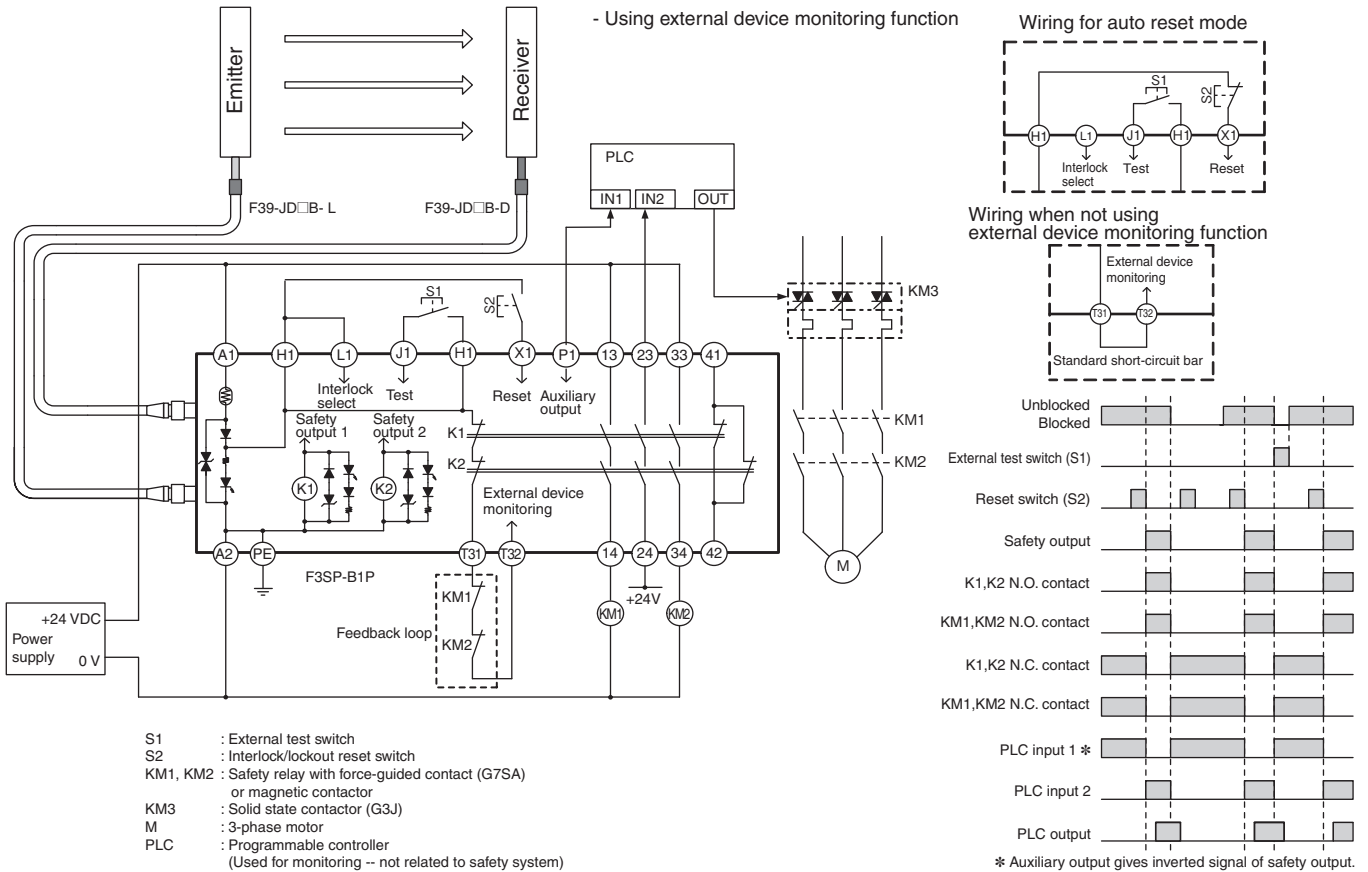 - Using external device monitoring function
Emitter
Receiver
F39-JD□B- L
F39-JD□B-D
PLC
IN1 IN2 OUT
KM3
KM1
KM2
M
S1
S2
A1 H1 L1 J1 H1 X1 P1 13 23 33 41
Interlock
select
Test
Reset
Auxiliary
output
Safety
output 1
Safety
output 2
K1
K2
K1
K2
External device
monitoring
A2 PE T31 T32 14 24 34 42
F3SP-B1P
+24V
KM1
KM2
KM1
KM2
Feedback loop
+24 VDC
Power
supply
0 V
S1 : External test switch
S2 : Interlock/lockout reset switch
KM1, KM2 : Safety relay with force-guided contact (G7SA)
or magnetic contactor
KM3 : Solid state contactor (G3J)
M : 3-phase motor
PLC : Programmable controller
(Used for monitoring -- not related to safety system)
Wiring for auto reset mode
S1
S2
H1 L1 J1 H1 X1
Interlock
select
Test
Reset
Wiring when not using
external device monitoring function
External device
monitoring
T31 T32
Standard short-circuit bar
Unblocked
Blocked
External test switch (S1)
Reset switch (S2)
Safety output
K1,K2 N.O. contact
KM1,KM2 N.O. contact
K1,K2 N.C. contact
KM1,KM2 N.C. contact
PLC input 1 ✻
PLC input 2
PLC output
✻ Auxiliary output gives inverted signal of safety output.